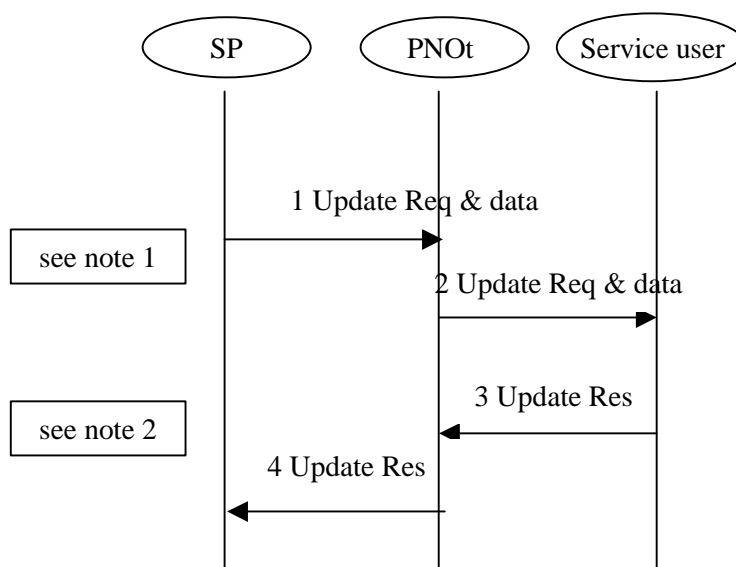 SP
PNOt
Service user
1 Update Req & data
see note 1
2 Update Req & data
3 Update Res
see note 2
4 Update Res